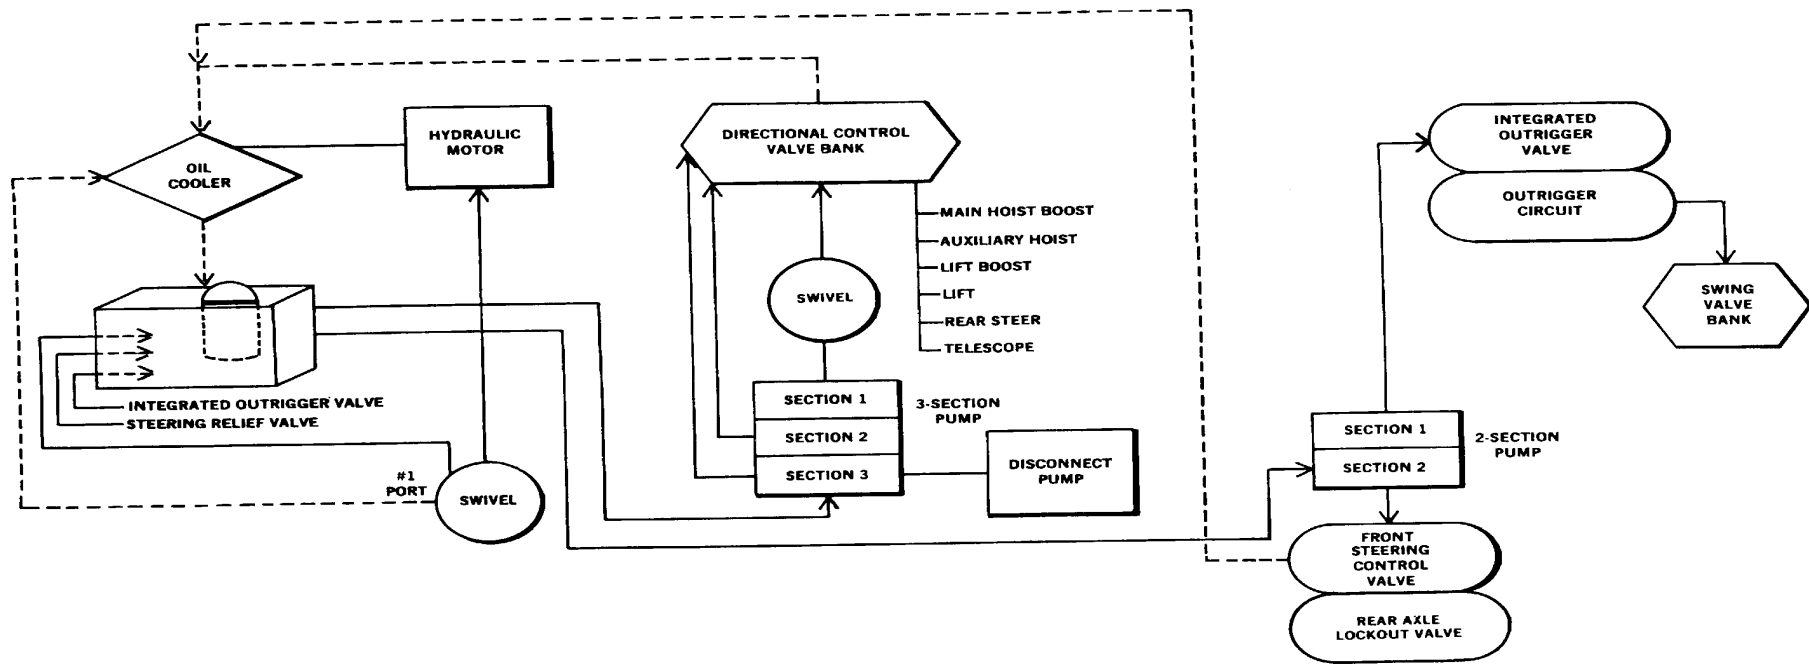 OIL
COOLER
HYDRAULIC
MOTOR
DIRECTIONAL CONTROL
VALVE BANK
INTEGRATED
OUTRIGGER
VALVE
OUTRIGGER
CIRCUIT
SWING
VALVE
BANK
MAIN HOIST BOOST
AUXILIARY HOIST
LIFT BOOST
LIFT
REAR STEER
TELESCOPE
SWIVEL
SECTION 1
SECTION 2
SECTION 3
3-SECTION
PUMP
DISCONNECT
PUMP
INTEGRATED OUTRIGGER VALVE
STEERING RELIEF VALVE
#1
PORT
SWIVEL
SECTION 1
SECTION 2
2-SECTION
PUMP
FRONT
STEERING
CONTROL
VALVE
REAR AXLE
LOCKOUT VALVE